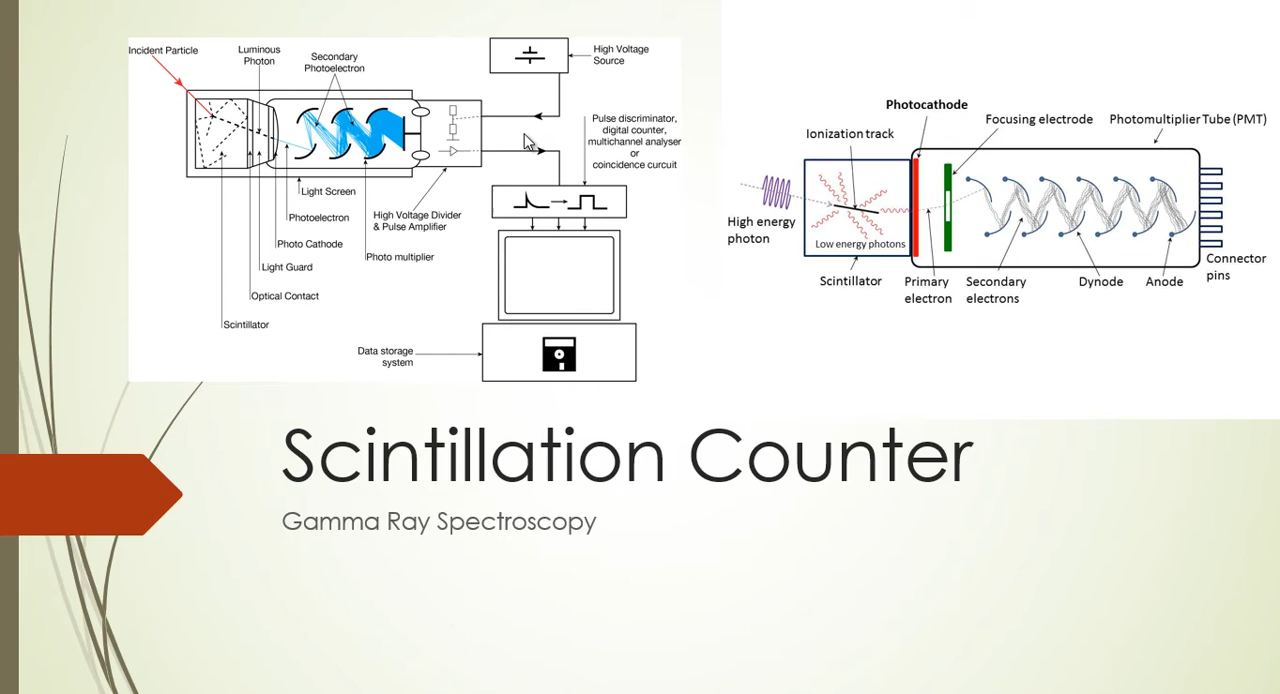 Incident Particle
Luminous
Photon
Secondary
Photoelectron
High Voltage
Source
Pulse discriminator,
digital counter,
multichannel analyser
or
coincidence curcuit
Light Screen
Photoelectron
High Voltage Divider
& Pulse Amplifier
Photo Cathode
Photo multiplier
Light Guard
Optical Contact
Scintillator
Data storage
system
Photocathode
Ionization track
Focusing electrode
Photomultiplier Tube (PMT)
High energy
photon
Low energy photons
Scintillator
Primary
electron
Secondary
electrons
Dynode
Anode
Connector
pins
Scintillation Counter
Gamma Ray Spectroscopy